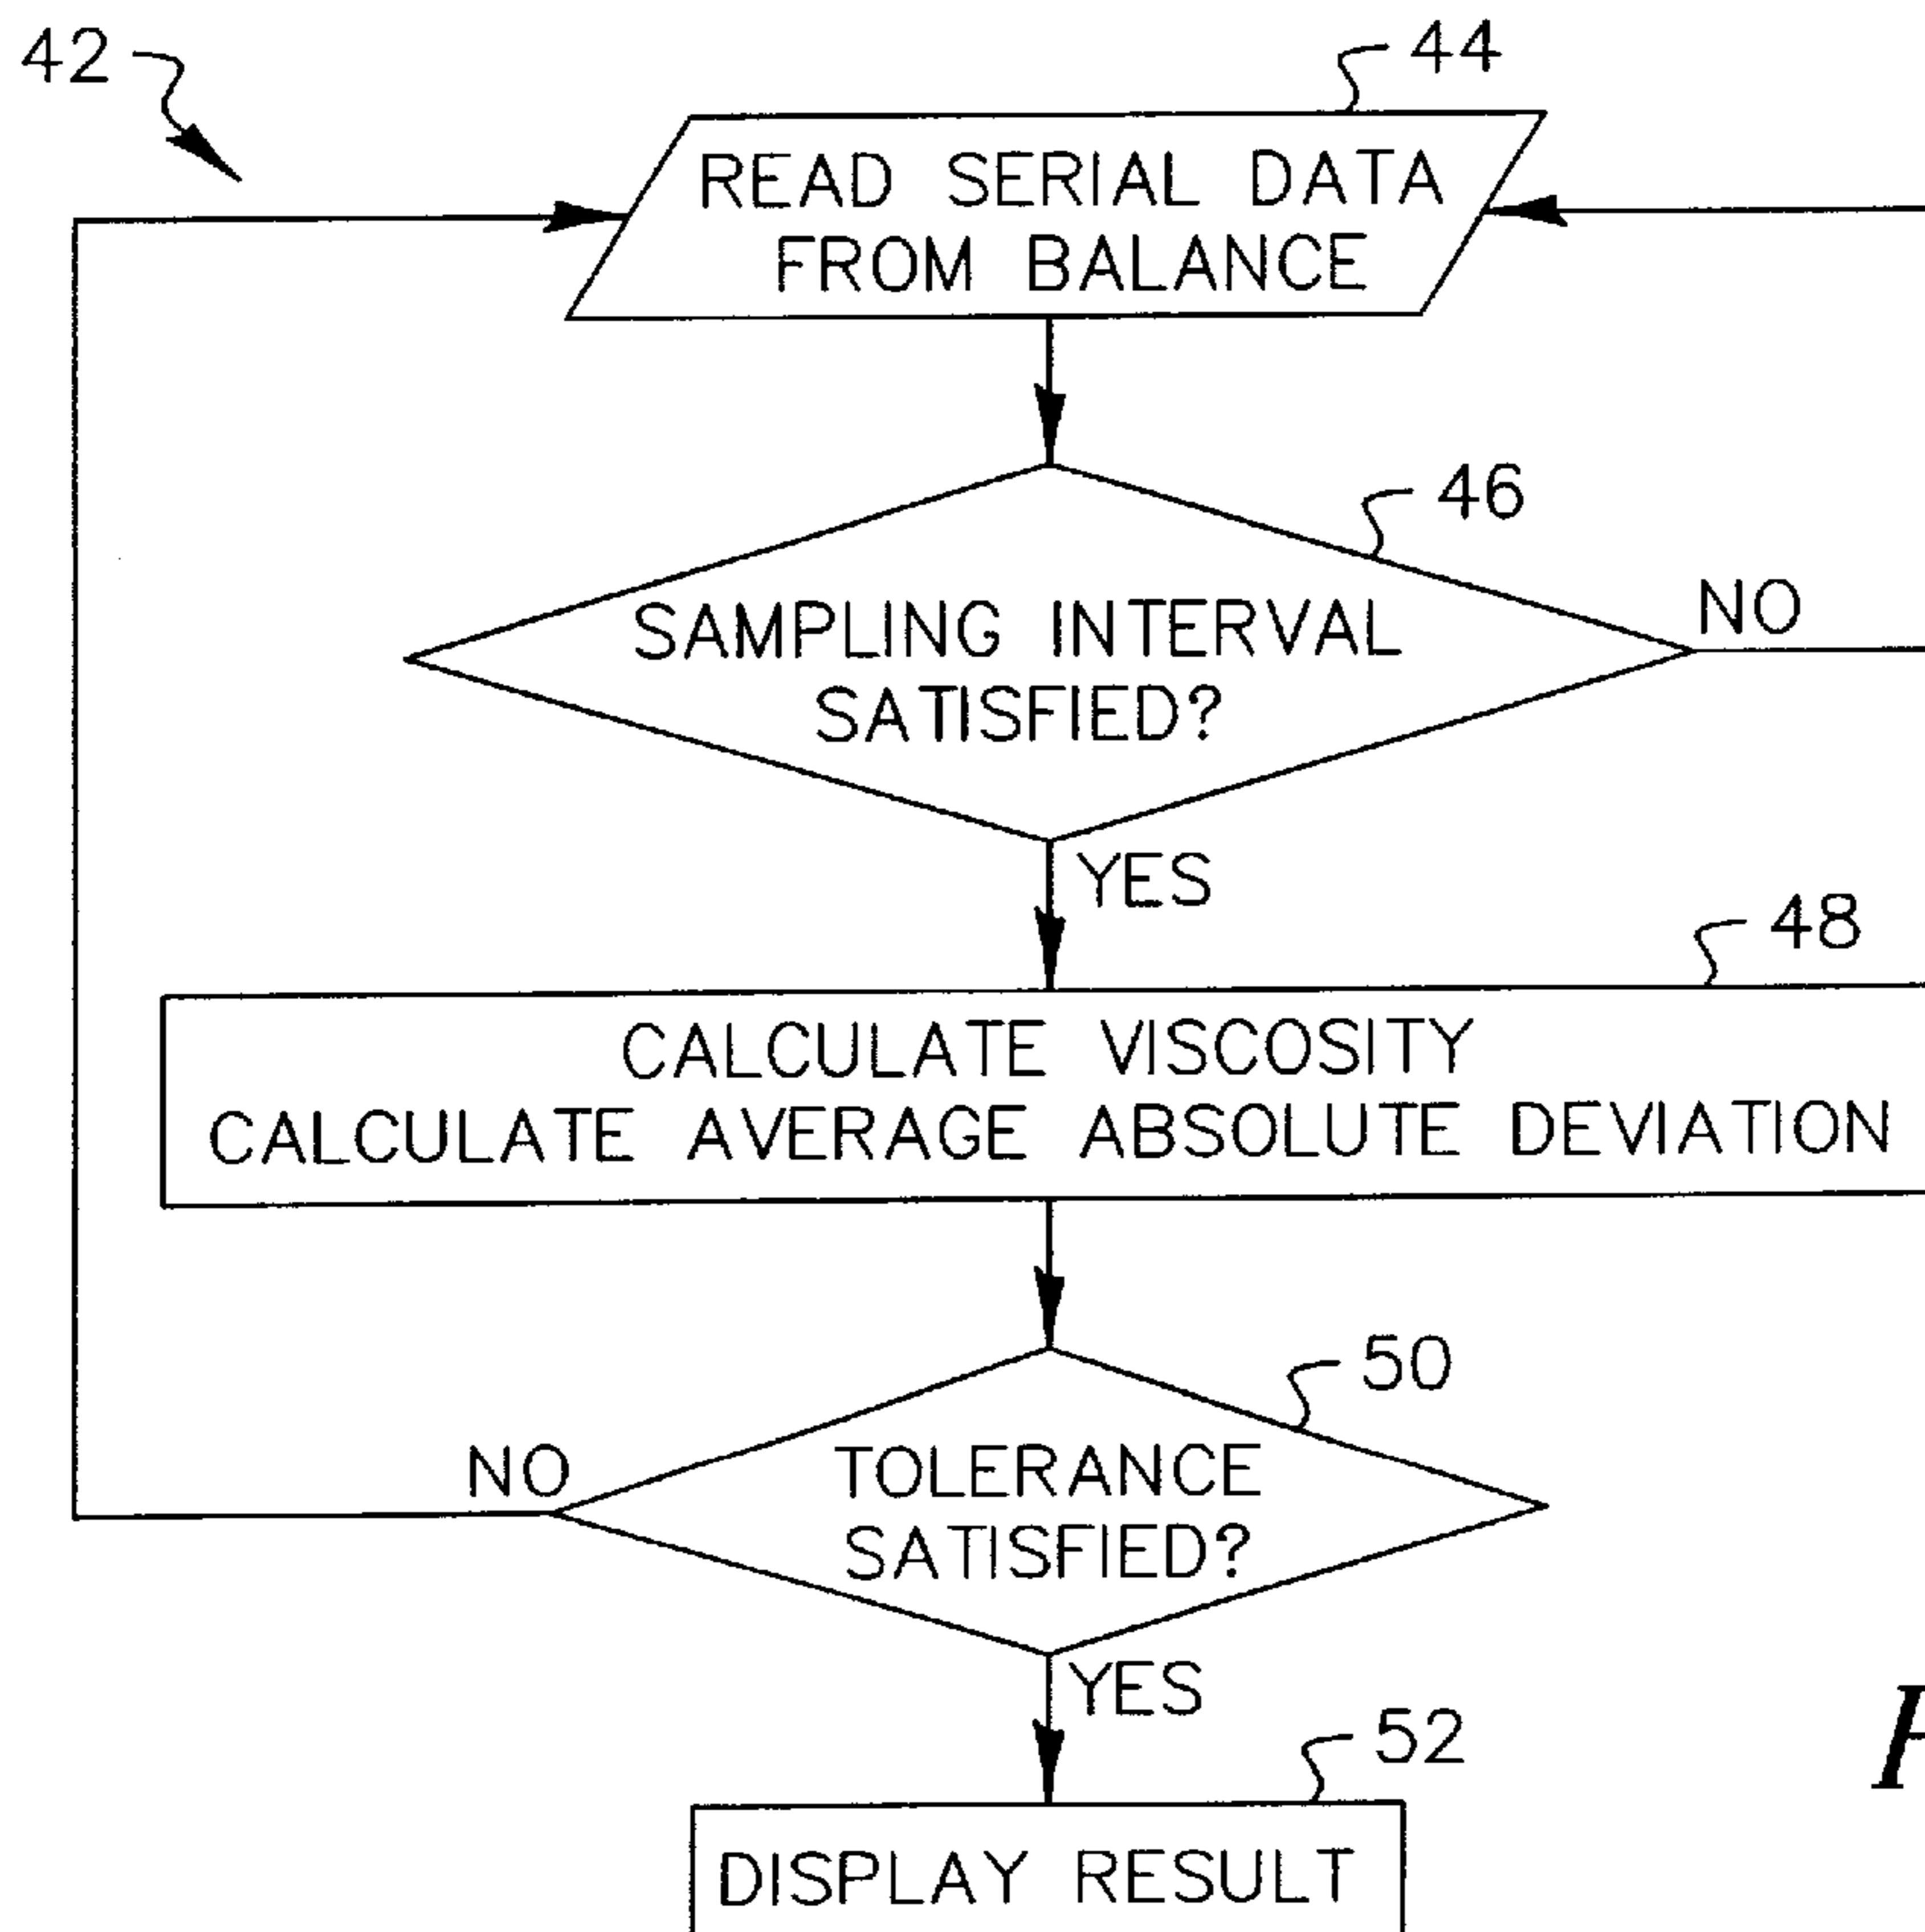 42
44
READ SERIAL DATA
FROM BALANCE
46
SAMPLING INTERVAL
SATISFIED?
NO
YES
48
CALCULATE VISCOSITY
CALCULATE AVERAGE ABSOLUTE DEVIATION
50
TOLERANCE
SATISFIED?
NO
YES
52
DISPLAY RESULT